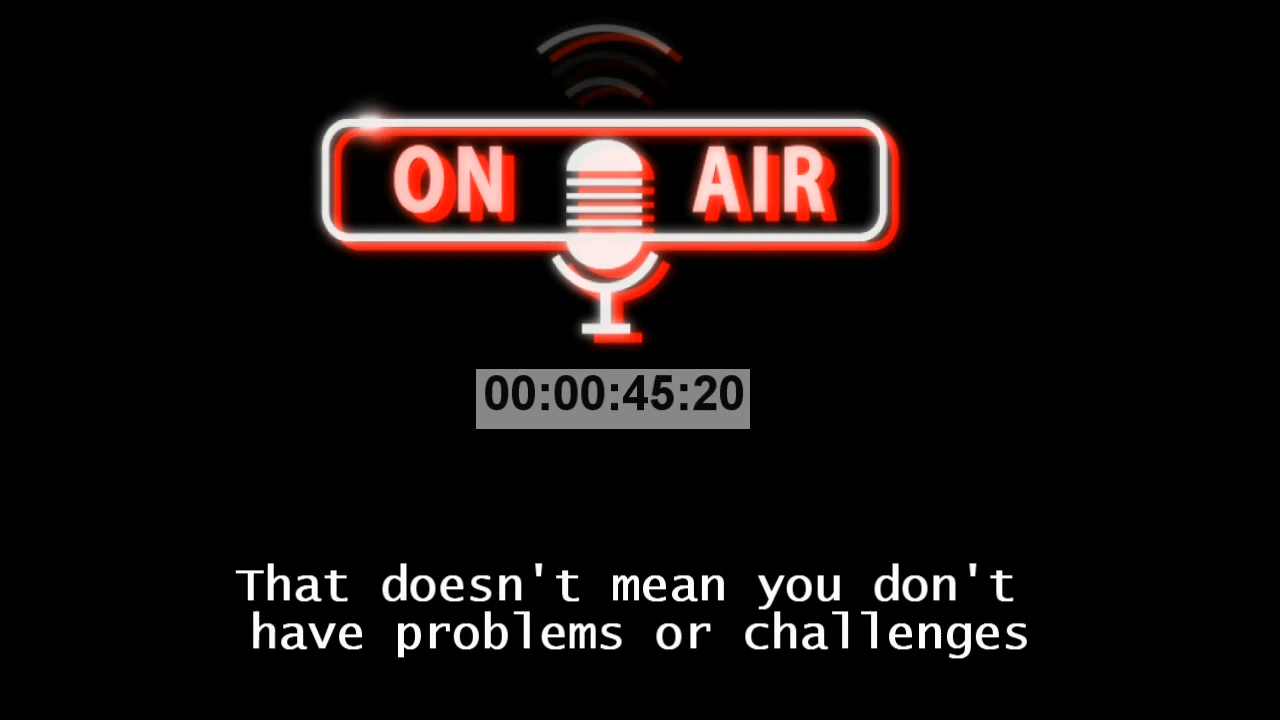 ON AIR
00:00:45:20
That doesn't mean you don't
have problems or challenges